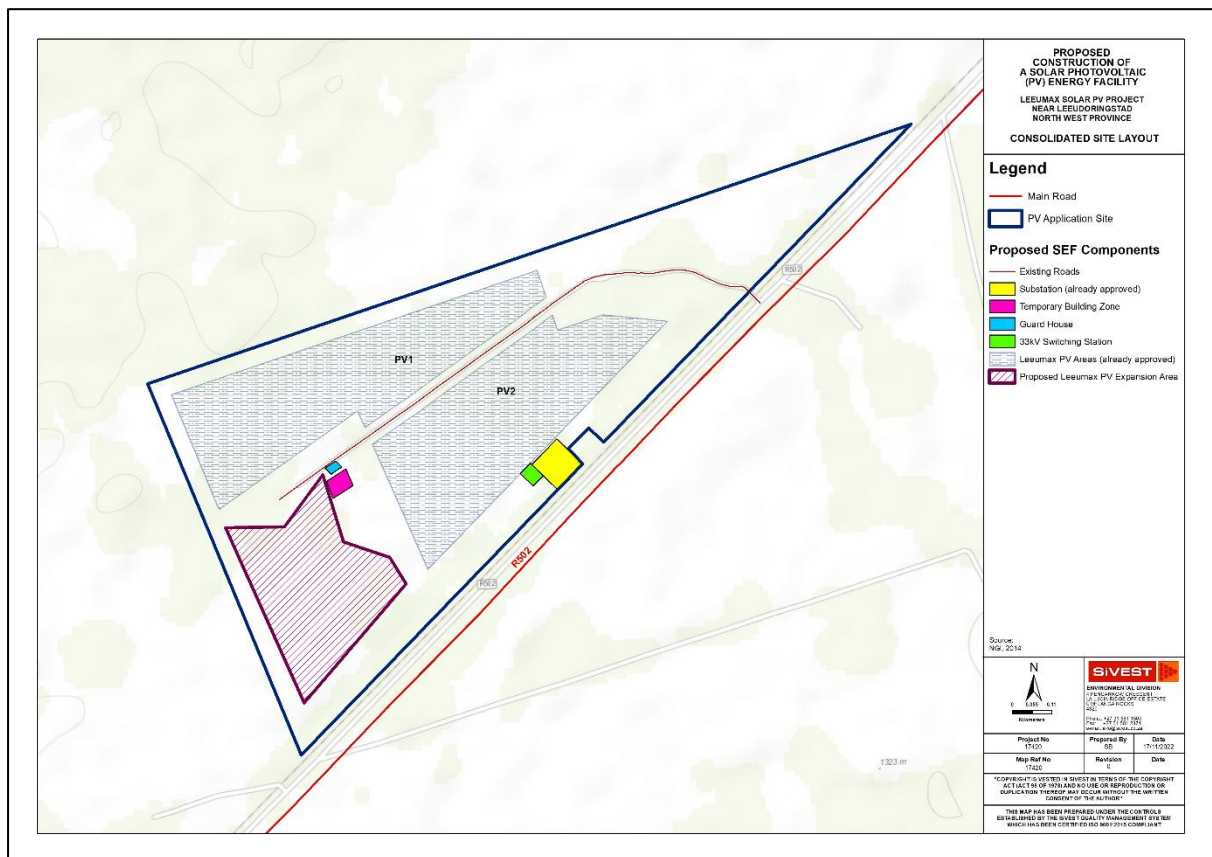 PROPOSED
CONSTRUCTION OF
A SOLAR PHOTOVOLTAIC
(PV) ENERGY FACILITY
LEEUMAX SOLAR PV PROJECT
NEAR LEEUDORINGSTAD
NORTH WEST PROVINCE
CONSOLIDATED SITE LAYOUT
Legend
Main Road
PV Application Site
Proposed SEF Components
Existing Roads
Substation (already approved)
Temporary Building Zone
Guard House
33kV Switching Station
Leeumax PV Areas (already approved)
Proposed Leeumax PV Expansion Area
R502
PV1
PV2
R502
R502
1323 m
Source:
NGI, 2014
N
Kilometers
SiVEST
ENVIRONMENTAL DIVISION
Project No
17420
Prepared By
SB
Date
17/11/2022
Map Ref No
17420
Revision
0
Date
"COPYRIGHT IS VESTED IN SIVEST IN TERMS OF THE COPYRIGHT
ACT (ACT 98 OF 1978) AND NO USE OR REPRODUCTION OR
DUPLICATION THEREOF MAY OCCUR WITHOUT THE WRITTEN
CONSENT OF THE AUTHOR"
THIS MAP HAS BEEN PREPARED UNDER THE CONTROLS
ESTABLISHED BY THE SIVEST QUALITY MANAGEMENT SYSTEM
WHICH HAS BEEN CERTIFIED ISO 9001:2015 COMPLIANT